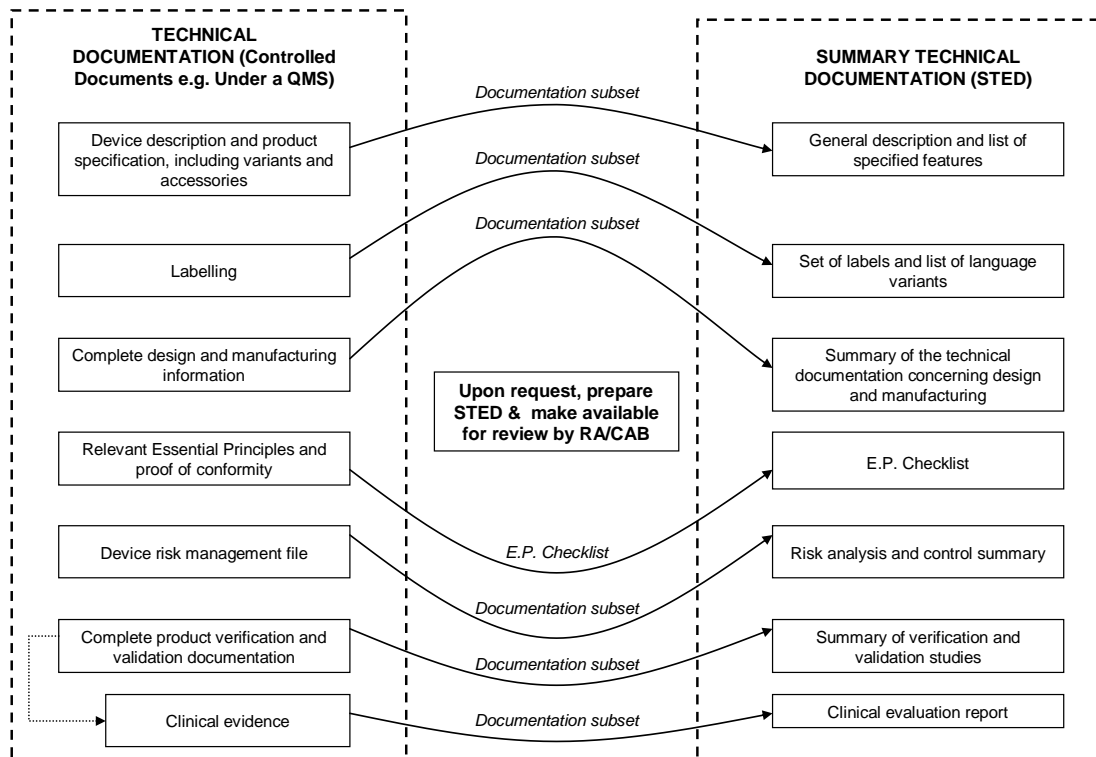 TECHNICAL
DOCUMENTATION (Controlled
Documents e.g. Under a QMS)
SUMMARY TECHNICAL
DOCUMENTATION (STED)
Documentation subset
Device description and product
specification, including variants and
accessories
General description and list of
specified features
Documentation subset
Labelling
Set of labels and list of language
variants
Documentation subset
Complete design and manufacturing
information
Summary of the technical
documentation concerning design
and manufacturing
Upon request, prepare
STED & make available
for review by RA/CAB
Relevant Essential Principles and
proof of conformity
E.P. Checklist
E.P. Checklist
Device risk management file
Risk analysis and control summary
Documentation subset
Complete product verification and
validation documentation
Summary of verification and
validation studies
Documentation subset
Clinical evidence
Documentation subset
Clinical evaluation report